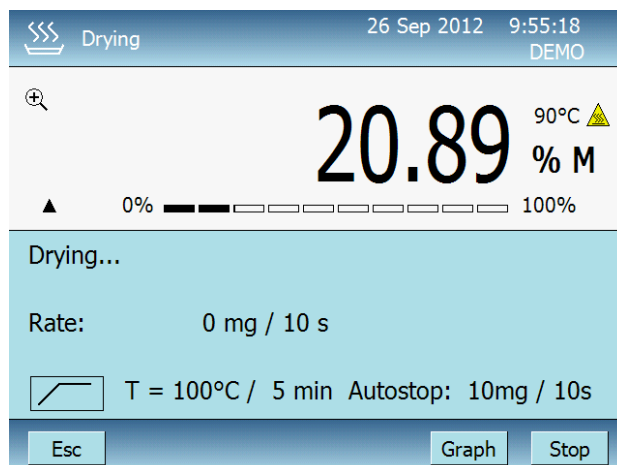 Drying 26 Sep 2012 9:55:18
DEMO
20.89 90°C
% M
0% 100%
Drying...
Rate: 0 mg / 10 s
T = 100°C / 5 min Autostop: 10mg / 10s
Esc Graph Stop